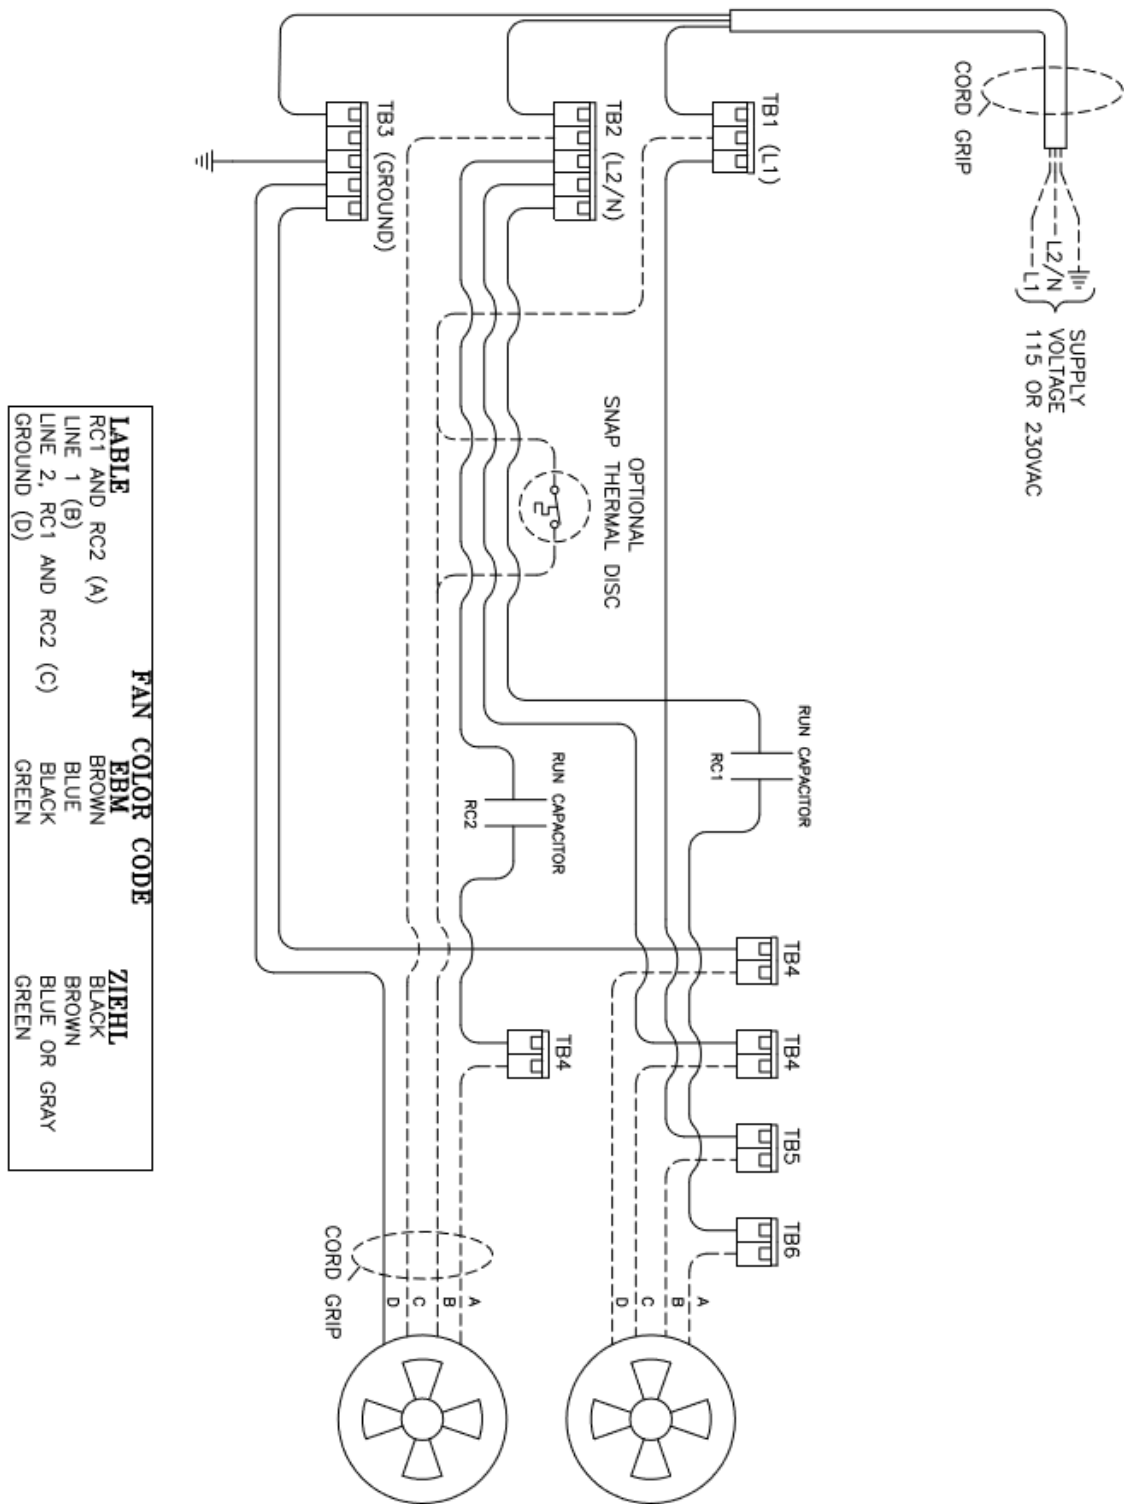 CORD GRIP
L1
L2/N
SUPPLY
VOLTAGE
115 OR 230VAC
TB1 (L1)
TB2 (L2/N)
TB3 (GROUND)
OPTIONAL
SNAP THERMAL DISC
RUN CAPACITOR
RC1
RUN CAPACITOR
RC2
TB4
TB4
TB5
TB6
TB4
A
B
C
D
A
B
C
D
CORD GRIP
FAN COLOR CODE
LABLE EBM ZIEHL
RC1 AND RC2 (A) BROWN BLACK
LINE 1 (B) BLUE BROWN
LINE 2, RC1 AND RC2 (C) BLACK BLUE OR GRAY
GROUND (D) GREEN GREEN